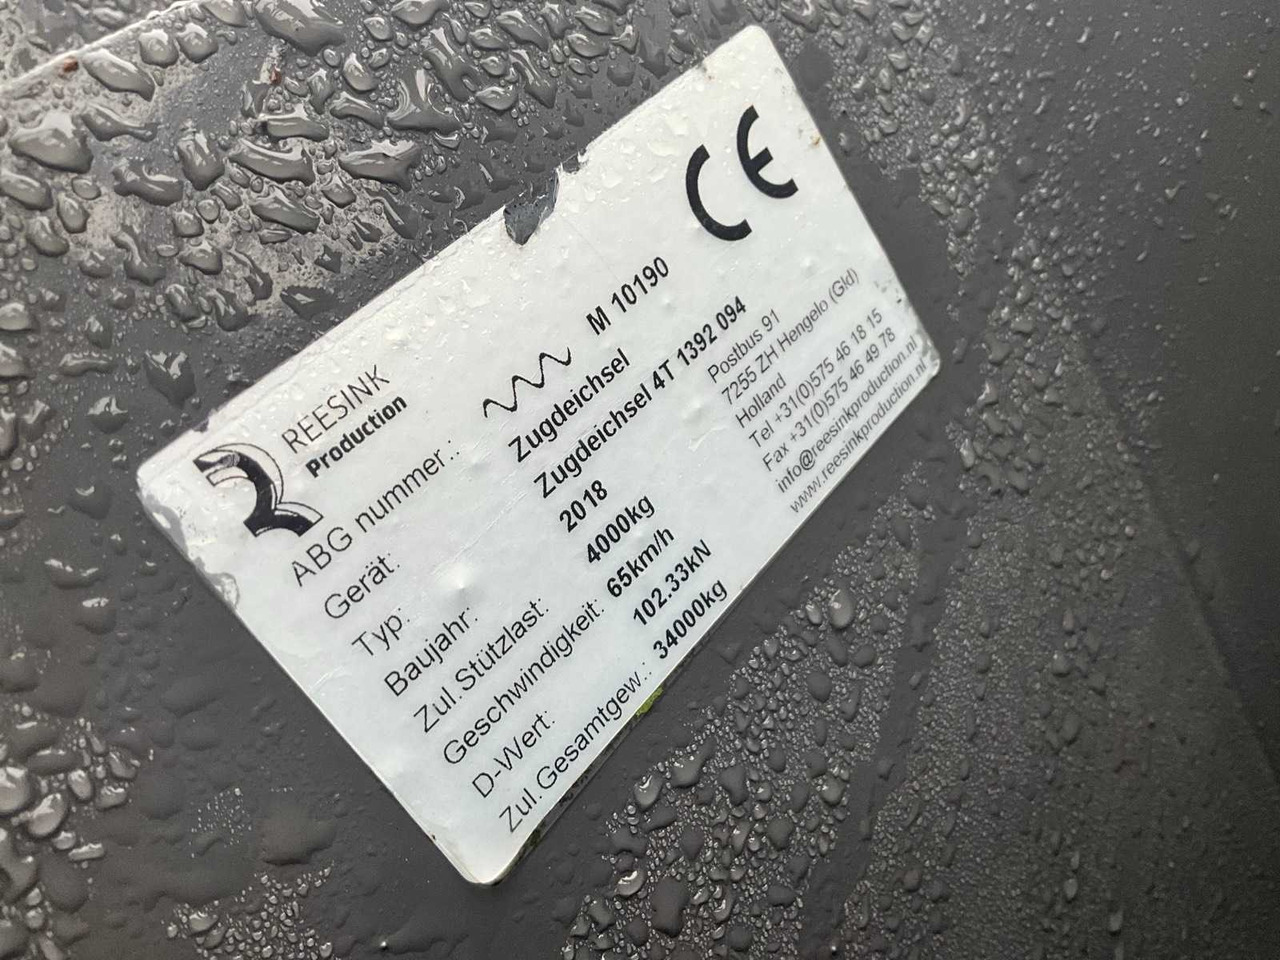 CE
REESINK
Production
ABG nummer.: M 10190
Gerät: Zugdeichsel
Typ: Zugdeichsel 4T 1392 094
Baujahr: 2018
Zul.Stützlast: 4000kg
Geschwindigkeit: 65km/h
D-Wert: 102.33kN
Zul.Gesamtgew.: 34000kg
Postbus 91
7255 ZH Hengelo (Gld)
Holland
Tel +31(0)575 46 18 15
Fax +31(0)575 46 49 78
info@reesinkproduction.nl
www.reesinkproduction.nl